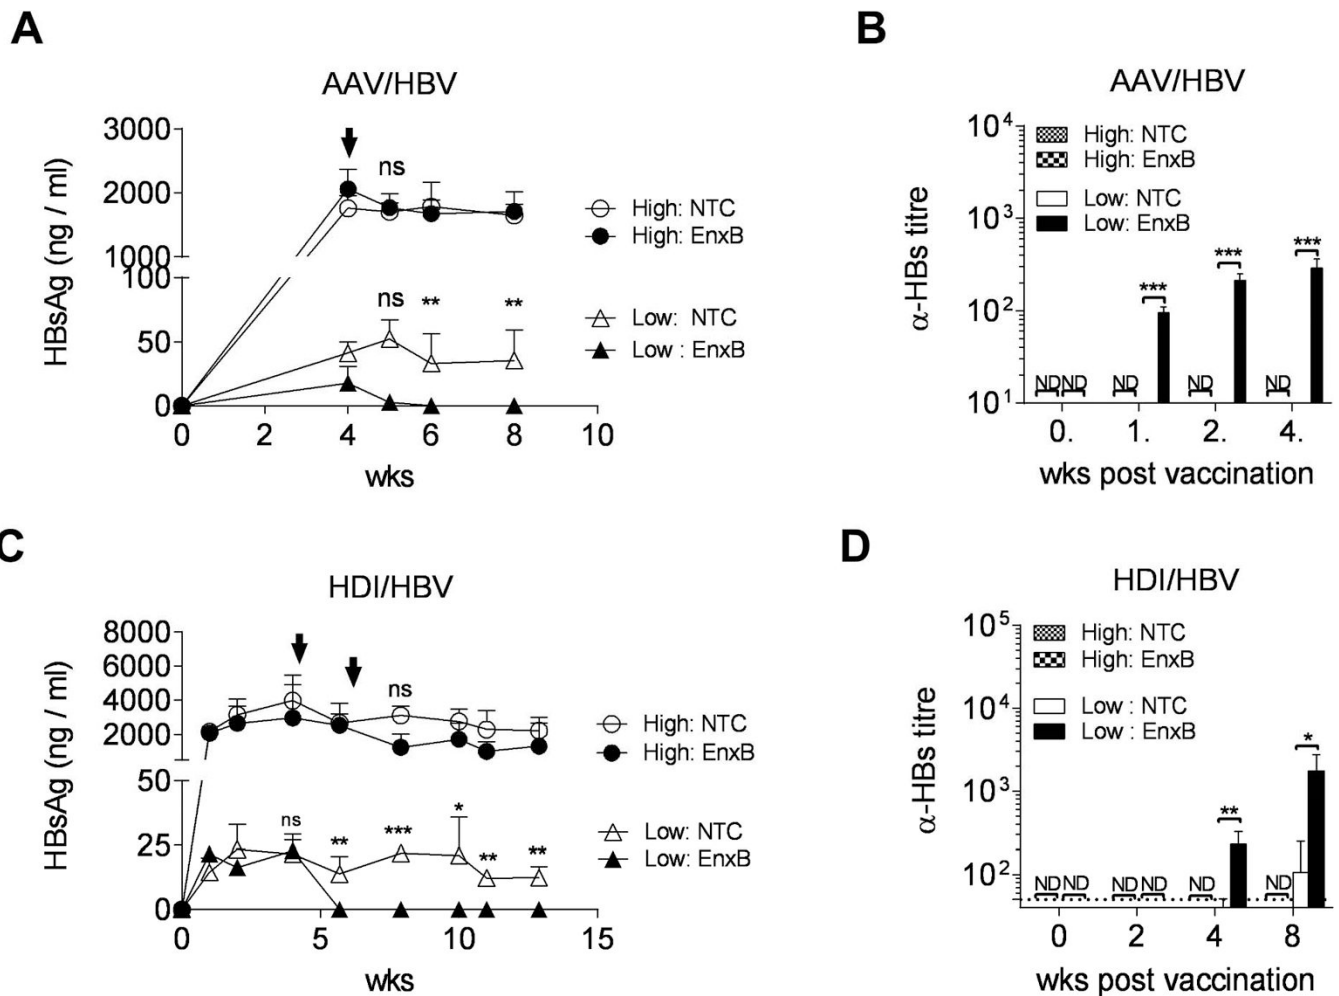 A
AAV/HBV
HBsAg (ng / ml)
3000
2000
1000
100
50
0
ns
ns
**
**
High: NTC
High: EnxB
Low: NTC
Low : EnxB
0 2 4 6 8 10
wks
B
AAV/HBV
α-HBs titre
10⁴
10³
10²
10¹
High: NTC
High: EnxB
Low: NTC
Low: EnxB
***
***
***
ND ND ND ND ND
0. 1. 2. 4.
wks post vaccination
C
HDI/HBV
HBsAg (ng / ml)
8000
6000
4000
2000
50
25
0
ns
ns
**
***
*
**
**
High: NTC
High: EnxB
Low: NTC
Low: EnxB
0 5 10 15
wks
D
HDI/HBV
α-HBs titre
10⁵
10⁴
10³
10²
High: NTC
High: EnxB
Low : NTC
Low : EnxB
**
*
ND ND ND ND ND ND
0 2 4 8
wks post vaccination